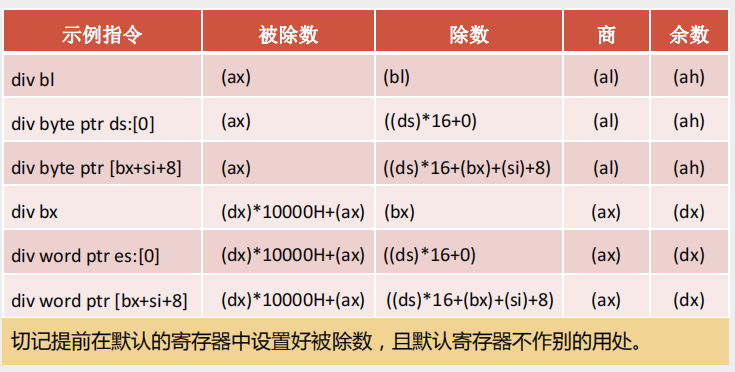 示例指令 被除数 除数 商 余数
div bl (ax) (bl) (al) (ah)
div byte ptr ds:[0] (ax) ((ds)*16+0) (al) (ah)
div byte ptr [bx+si+8] (ax) ((ds)*16+(bx)+(si)+8) (al) (ah)
div bx (dx)*10000H+(ax) (bx) (ax) (dx)
div word ptr es:[0] (dx)*10000H+(ax) ((ds)*16+0) (ax) (dx)
div word ptr [bx+si+8] (dx)*10000H+(ax) ((ds)*16+(bx)+(si)+8) (ax) (dx)
切记提前在默认的寄存器中设置好被除数，且默认寄存器不作别的用处。